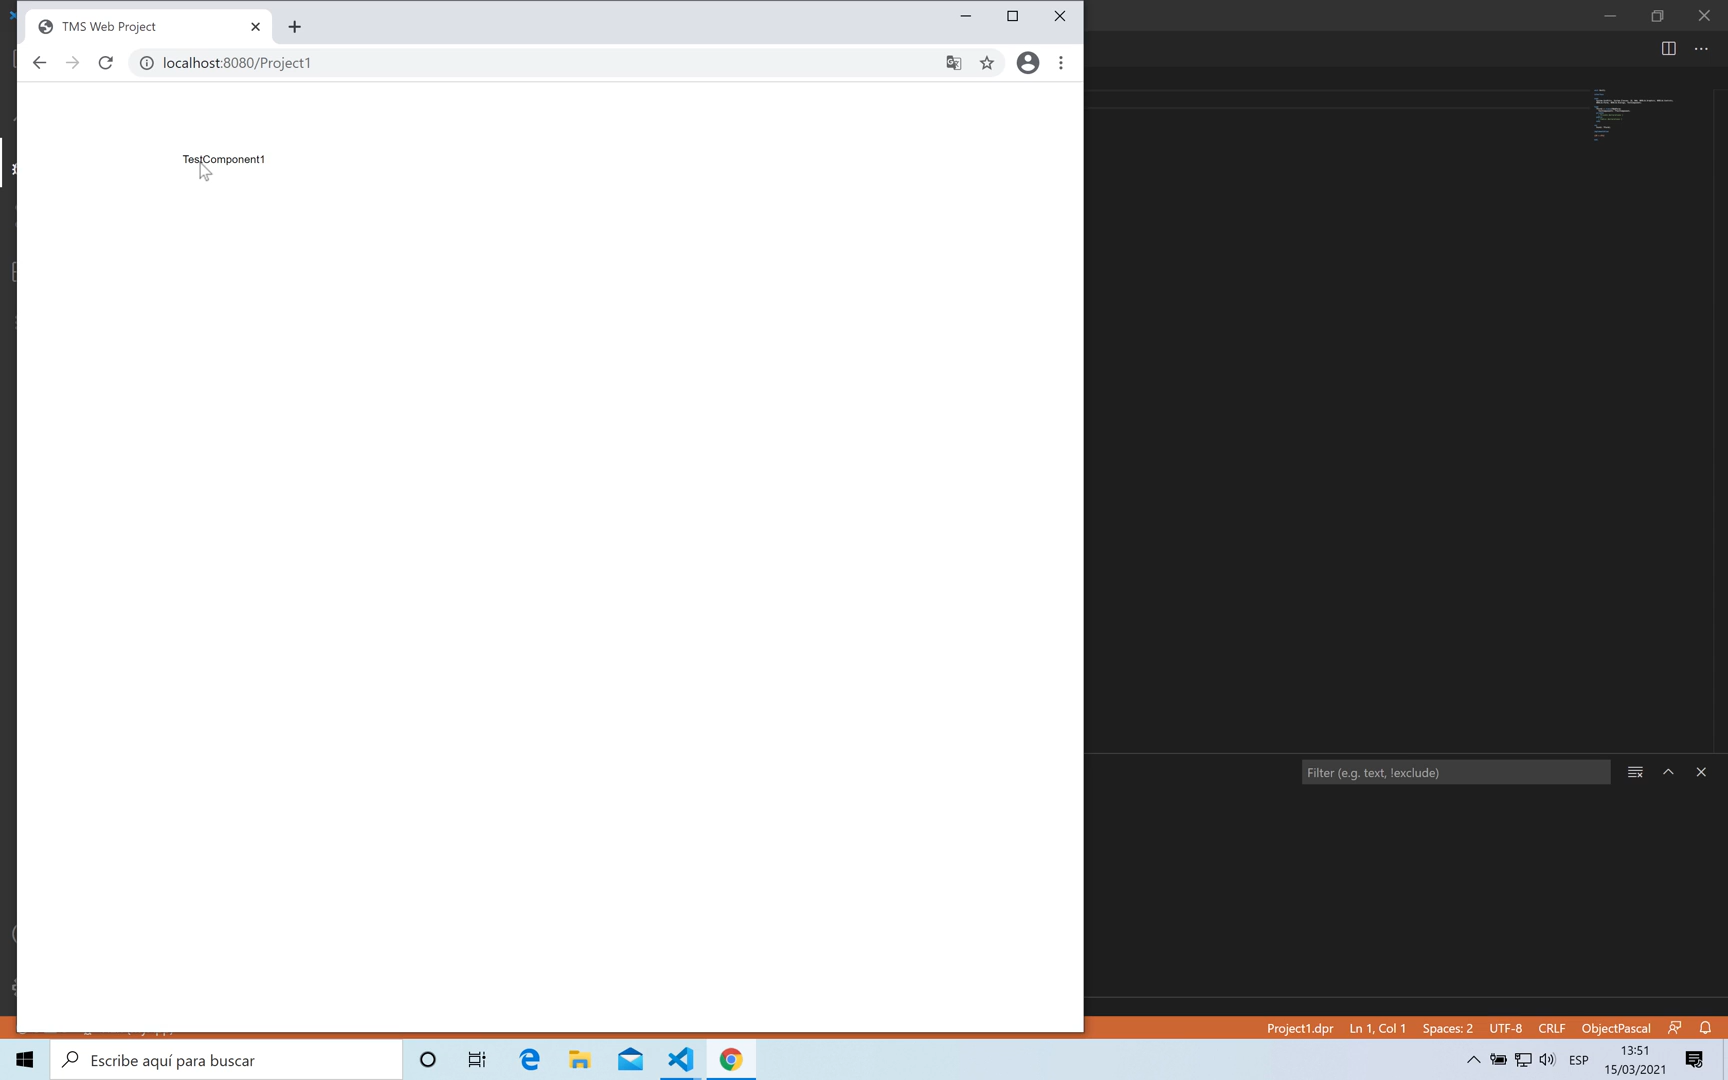 TMS Web Project
localhost:8080/Project1
TestComponent1
Filter (e.g. text, !exclude)
Project1.dpr Ln 1, Col 1 Spaces: 2 UTF-8 CRLF ObjectPascal
Escribe aquí para buscar
ESP
13:51
15/03/2021